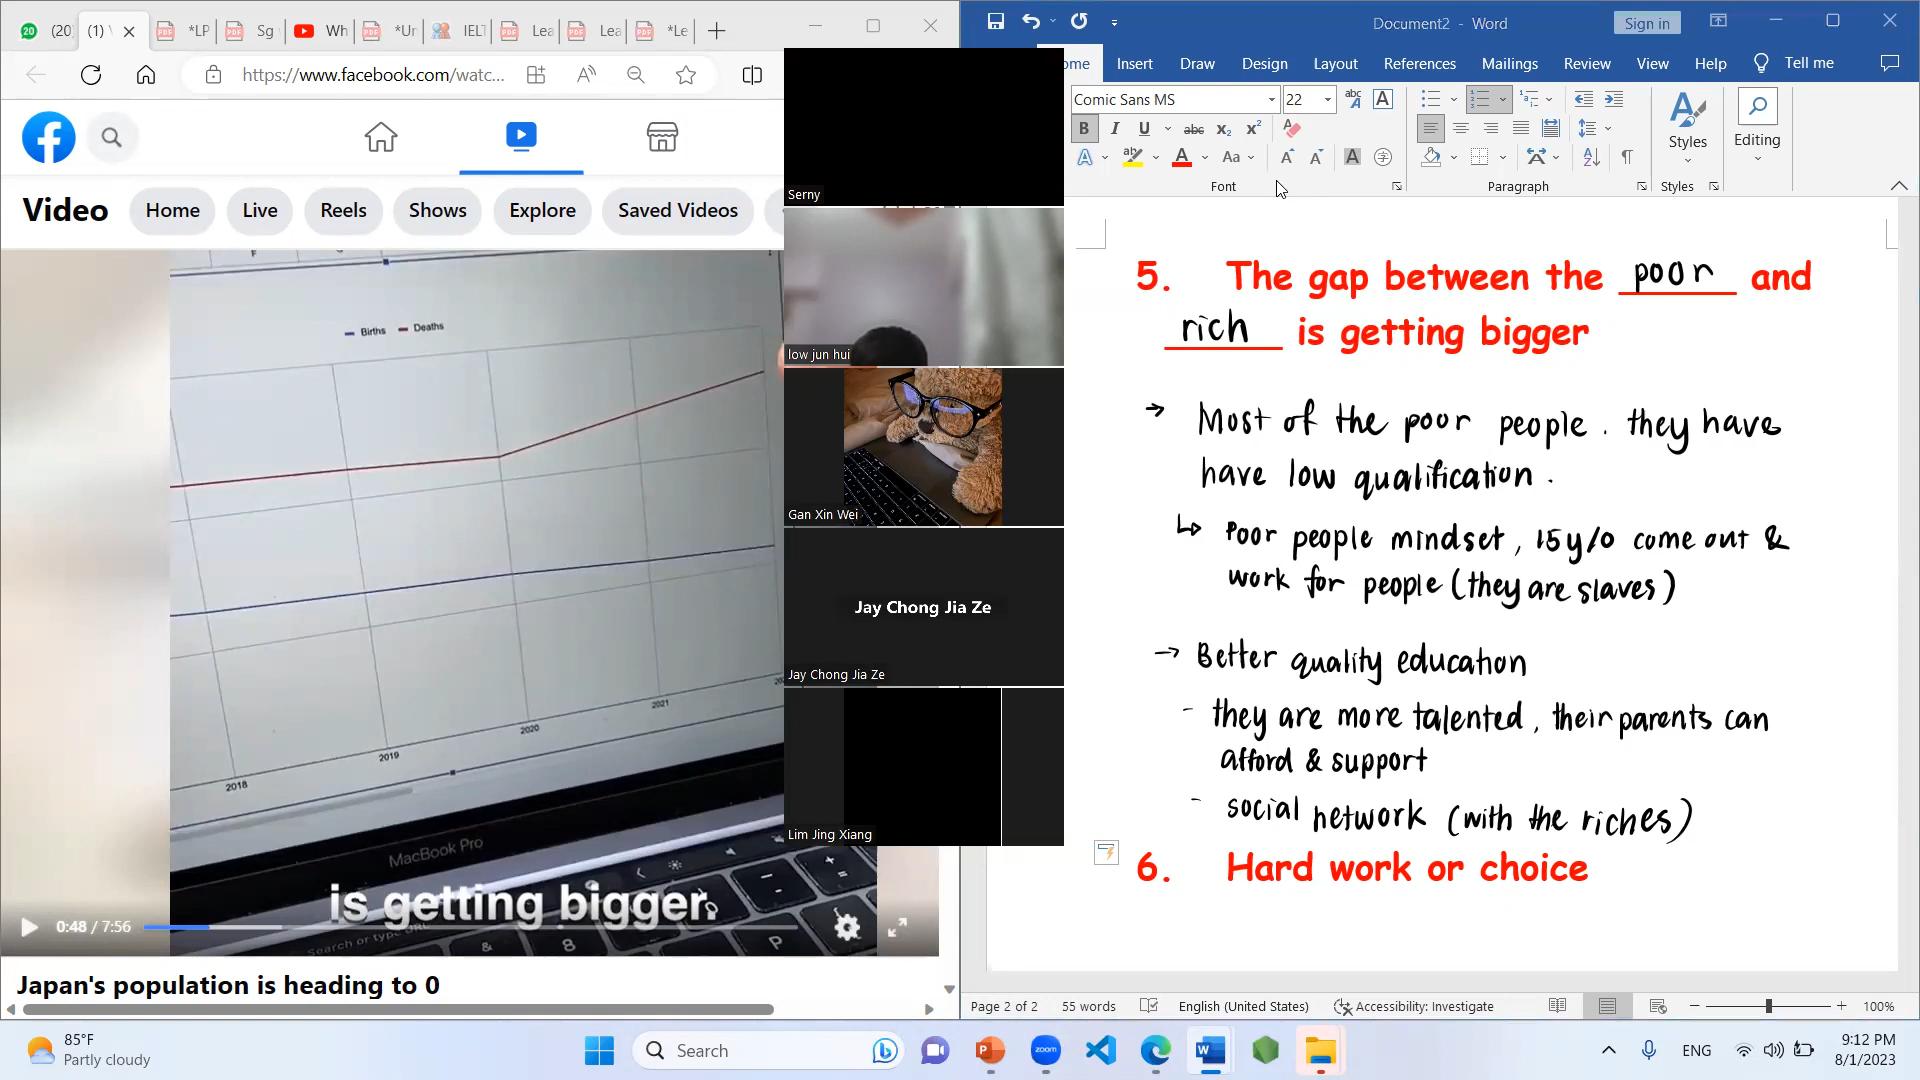 (20)
(1) V
*LP
Sg
Wh
*Ur
IELT
Lea
Lea
*Le
https://www.facebook.com/watc...
Video
Home
Live
Reels
Shows
Explore
Saved Videos
Births
Deaths
2018
2019
2020
2021
MacBook Pro
Search or type URL
&
8
P
is getting bigger.
0:48 / 7:56
Japan's population is heading to 0
Serny
low jun hui
Gan Xin Wei
Jay Chong Jia Ze
Jay Chong Jia Ze
Lim Jing Xiang
Document2 - Word
Sign in
ome
Insert
Draw
Design
Layout
References
Mailings
Review
View
Help
Tell me
Comic Sans MS
22
Font
Paragraph
Styles
Styles
Editing
5. The gap between the poor and
rich is getting bigger
→ Most of the poor people. they have
have low qualification.
↳ Poor people mindset, 15 y/o come out &
work for people (they are slaves)
→ Better quality education
- they are more talented, their parents can
afford & support
- social network (with the riches)
6. Hard work or choice
Page 2 of 2
55 words
English (United States)
Accessibility: Investigate
100%
85°F
Partly cloudy
Search
zoom
ENG
9:12 PM
8/1/2023